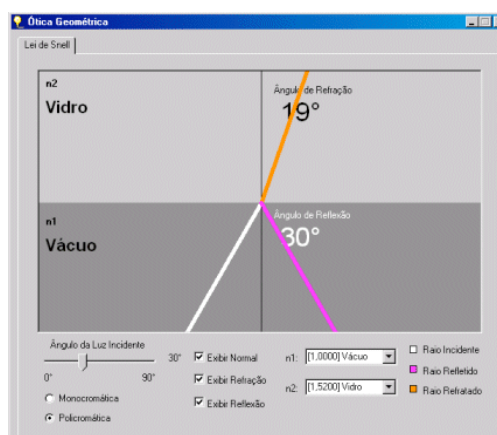 Ótica Geométrica
Lei de Snell
n2
Vidro
Ângulo de Refração
19°
n1
Vácuo
Ângulo de Reflexão
30°
Ângulo da Luz Incidente
30°
0°
90°
Monocromática
Policromática
Exibir Normal
Exibir Refração
Exibir Reflexão
n1: [1,0000] Vácuo
n2: [1,5200] Vidro
Raio Incidente
Raio Refletido
Raio Refratado